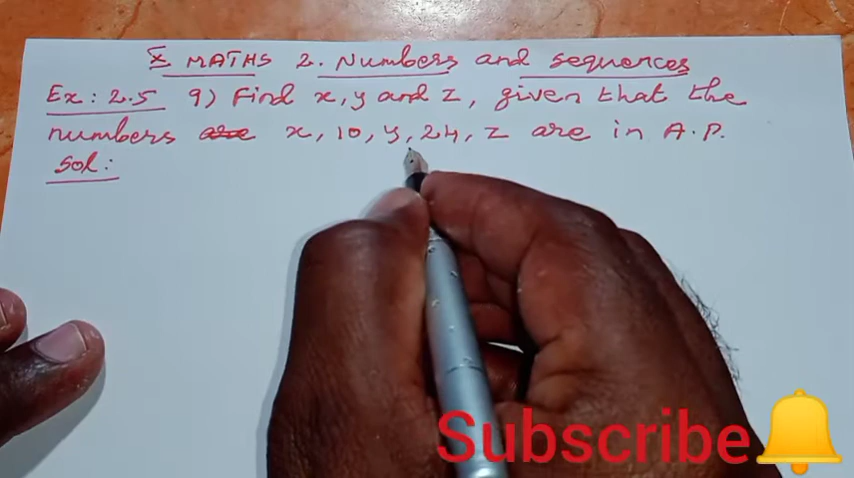 X MATHS 2. Numbers and sequences
Ex: 2.5 9) Find x, y and z, given that the
numbers are x, 10, y, 24, z are in A.P.
Sol:
Subscribe